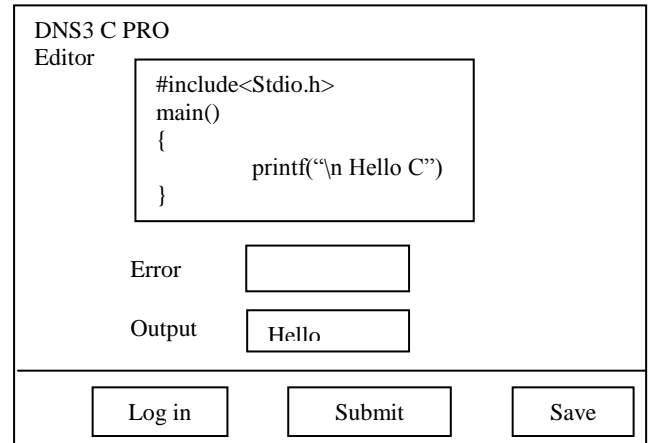 DNS3 C PRO
Editor
#include<Stdio.h>
main()
{
printf(“\n Hello C”)
}
Error
Output Hello
Log in Submit Save